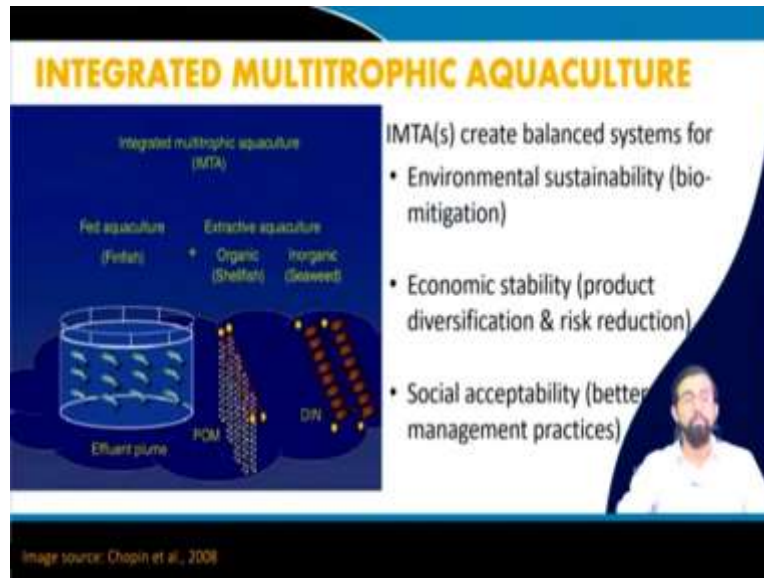 INTEGRATED MULTITROPHIC AQUACULTURE
Integrated multitrophic aquaculture
(IMTA)
Fed aquaculture
(Finfish)
+
Extractive aquaculture
Organic
(Shellfish)
Inorganic
(Seaweed)
POM
DIN
Effluent plume
IMTA(s) create balanced systems for
• Environmental sustainability (bio-
mitigation)
• Economic stability (product
diversification & risk reduction)
• Social acceptability (better
management practices)
Image source: Chopin et al., 2008